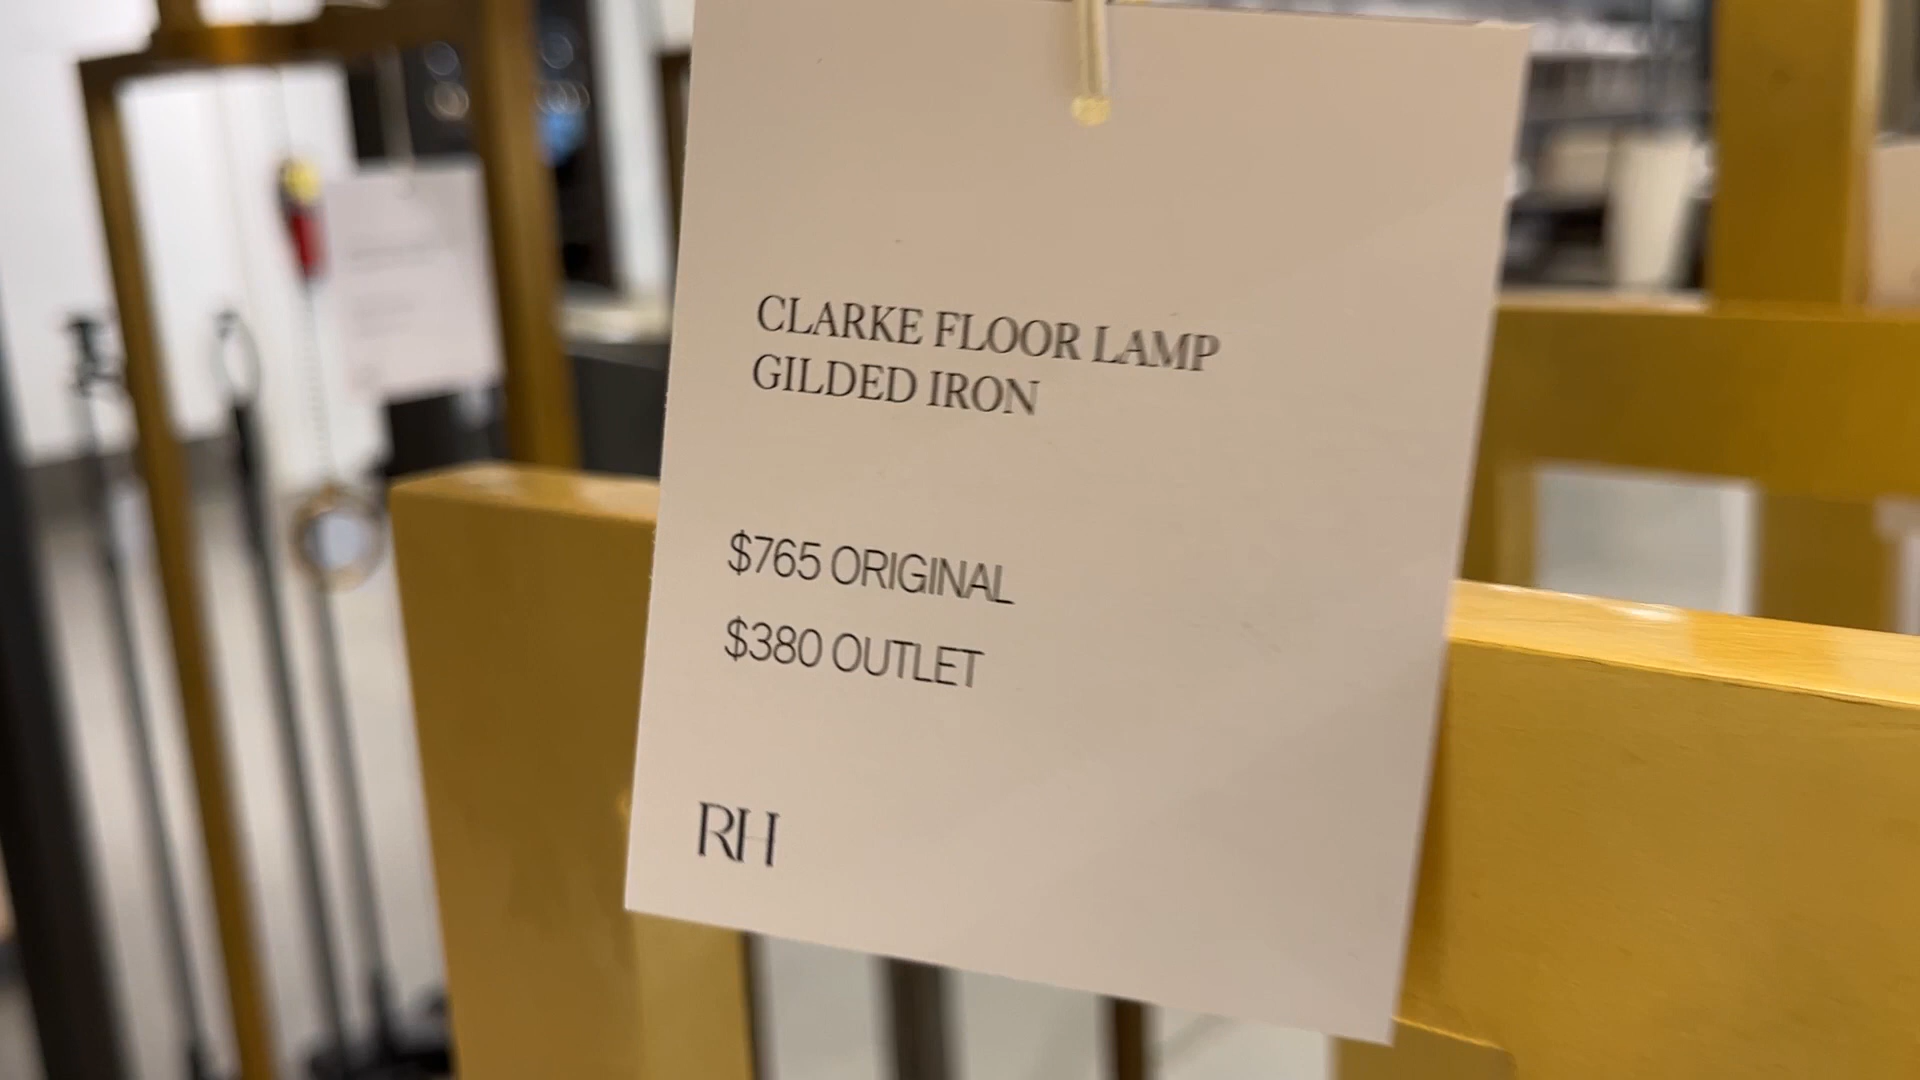 CLARKE FLOOR LAMP
GILDED IRON
$765 ORIGINAL
$380 OUTLET
RH